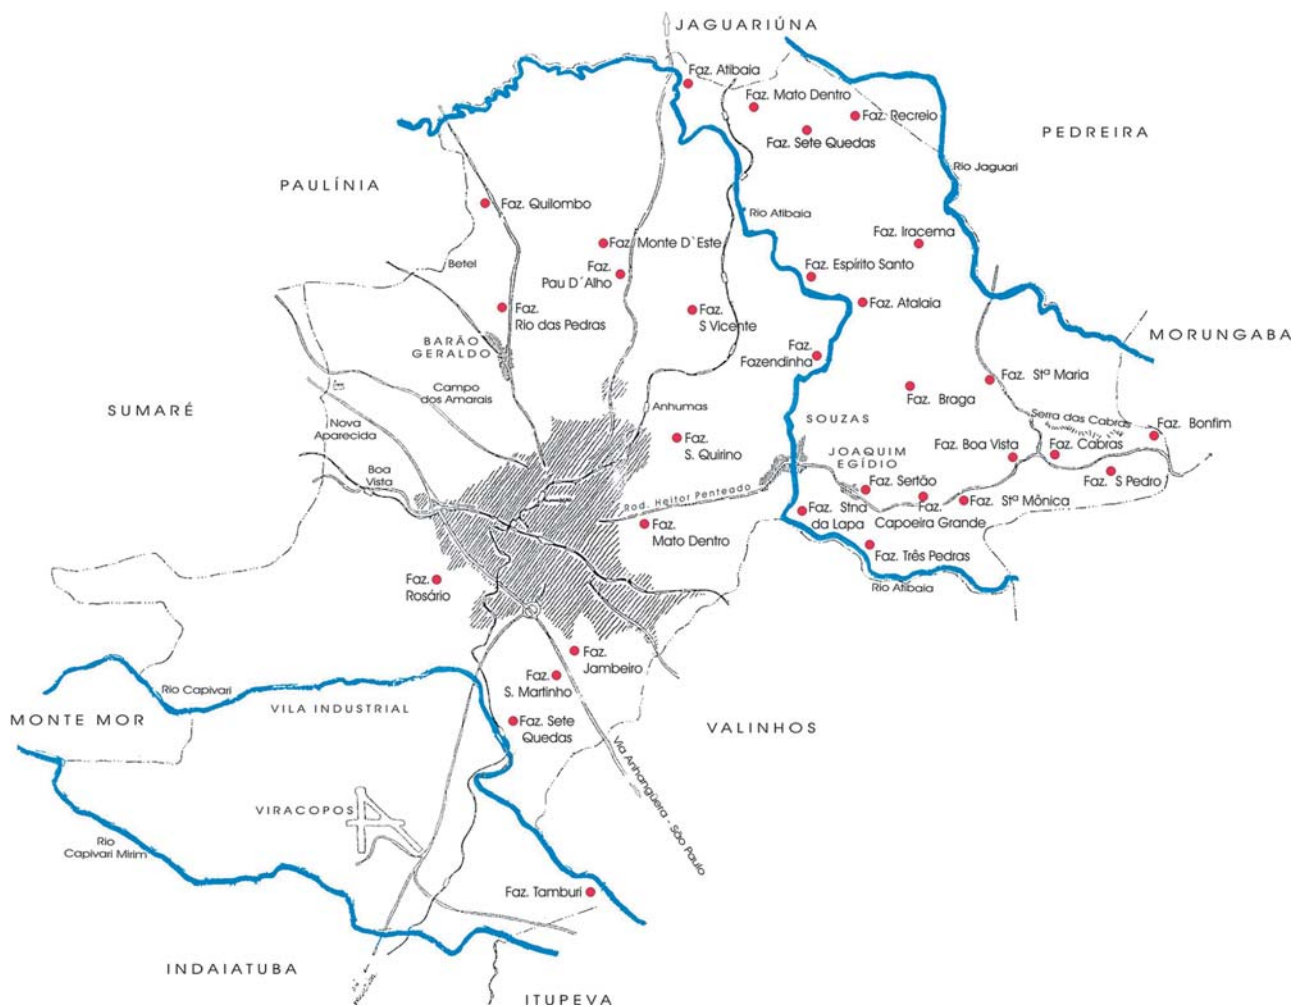 JAGUARIÚNA
Faz. Atibaia
Faz. Mato Dentro
Faz. Recreio
Faz. Sete Quedas
PEDREIRA
Rio Jaguari
PAULÍNIA
Faz. Quilombo
Rio Atibaia
Faz. Iracema
Faz. Monte D`Este
Betel
Faz.
Pau D´Alho
Faz. Espírito Santo
Faz. Atalaia
Faz.
Rio das Pedras
Faz.
S Vicente
MORUNGABA
BARÃO
GERALDO
Faz.
Fazendinha
Faz. Stª Maria
Campo
dos Amarais
Faz. Braga
SUMARÉ
Anhumas
Nova
Aparecida
SOUZAS
Serra das Cabras
Faz. Bonfim
Faz.
S. Quirino
Faz. Boa Vista
Faz. Cabras
JOAQUIM
EGÍDIO
Boa
Vista
Faz. S Pedro
Faz. Sertão
Rod. Heitor Penteado
Faz. Stª Mônica
Faz. Stna
da Lapa
Faz.
Capoeira Grande
Faz.
Mato Dentro
Faz. Três Pedras
Faz.
Rosário
Rio Atibaia
Faz.
Jambeiro
Faz.
S. Martinho
Rio Capivari
VILA INDUSTRIAL
MONTE MOR
Faz. Sete
Quedas
VALINHOS
Via Anhangüera - São Paulo
VIRACOPOS
Rio
Capivari Mirim
Faz. Tamburi
INDAIATUBA
ITUPEVA